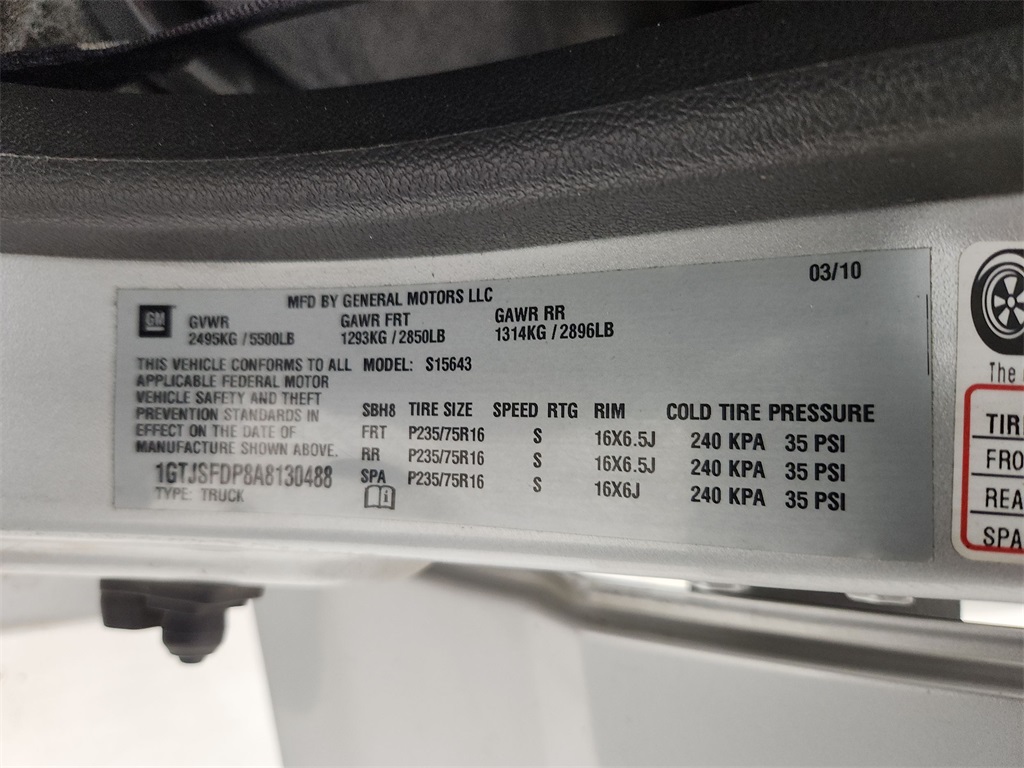 03/10
GM
MFD BY GENERAL MOTORS LLC
GVWR GAWR FRT GAWR RR
2495KG / 5500LB 1293KG / 2850LB 1314KG / 2896LB
THIS VEHICLE CONFORMS TO ALL
APPLICABLE FEDERAL MOTOR
VEHICLE SAFETY AND THEFT
PREVENTION STANDARDS IN
EFFECT ON THE DATE OF
MANUFACTURE SHOWN ABOVE.
1GTJSFDP8A8130488
TYPE: TRUCK
MODEL: S15643
SBH8 TIRE SIZE SPEED RTG RIM COLD TIRE PRESSURE
FRT P235/75R16 S 16X6.5J 240 KPA 35 PSI
RR P235/75R16 S 16X6.5J 240 KPA 35 PSI
SPA P235/75R16 S 16X6J 240 KPA 35 PSI
i
The
TIR
FRO
REA
SPA